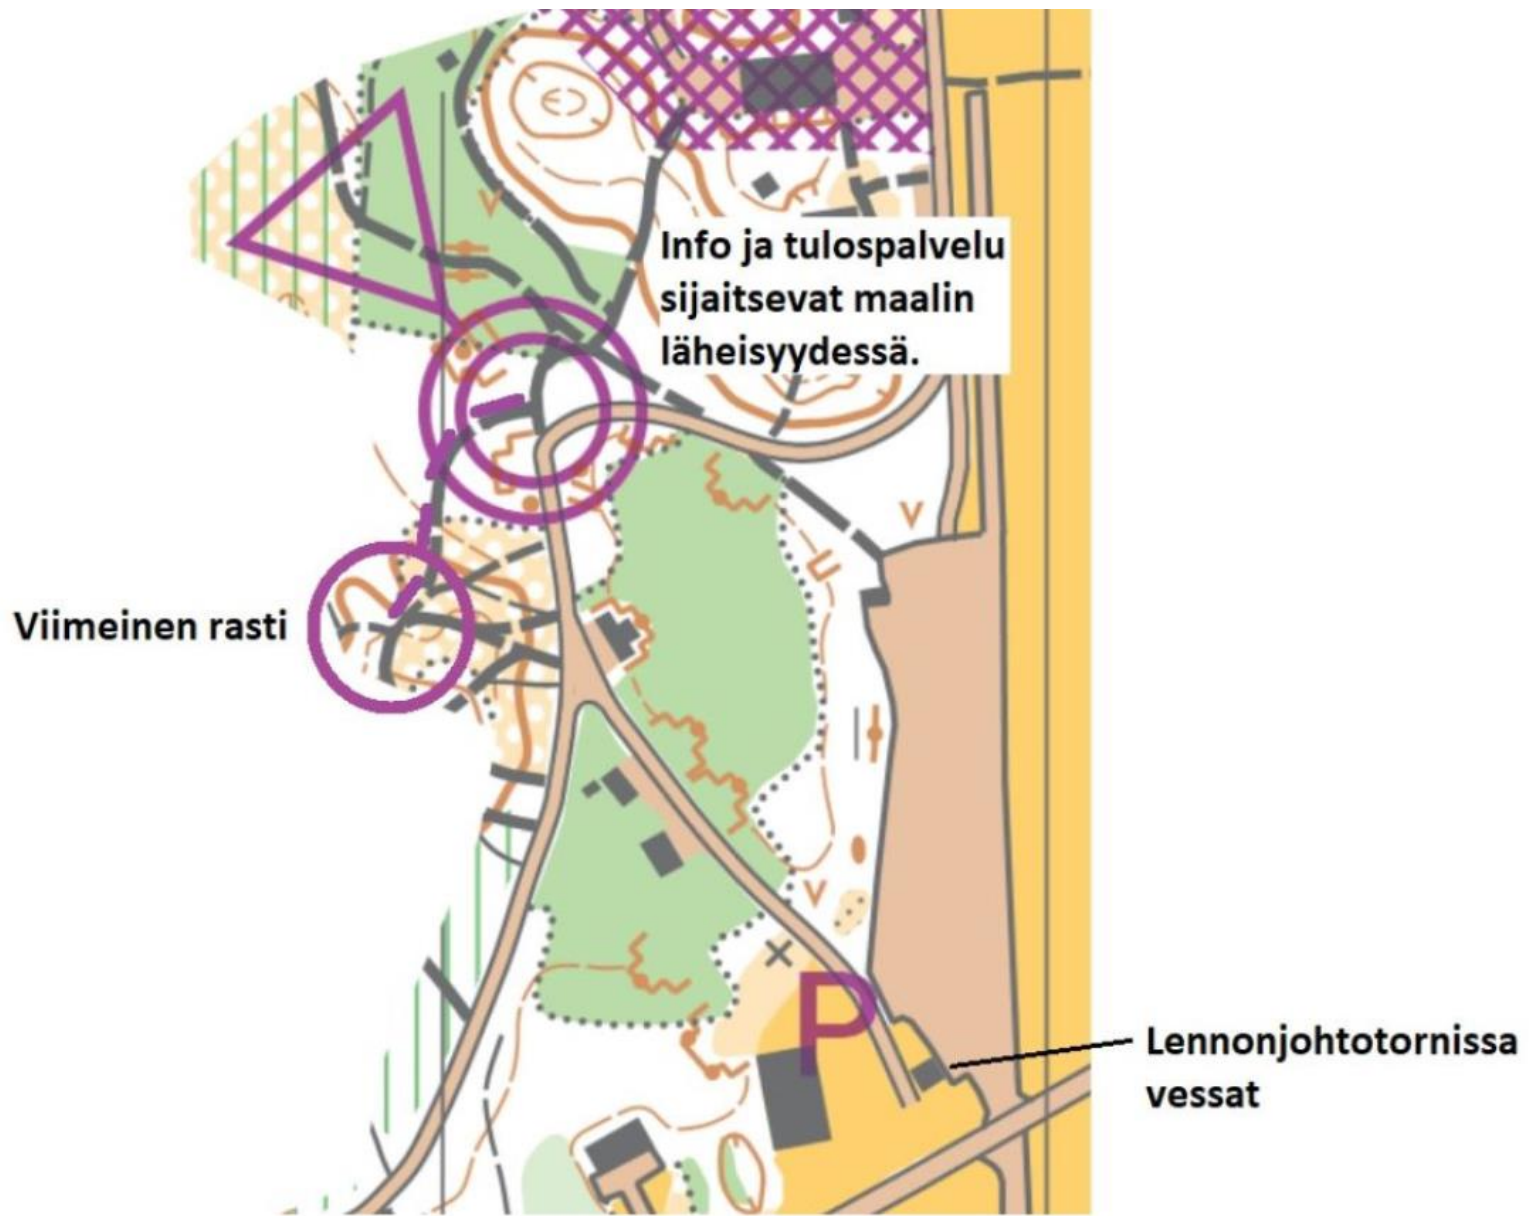 Info ja tulospalvelu
sijaitsevat maalin
läheisyydessä.
Viimeinen rasti
P
Lennonjohtotornissa
vessat